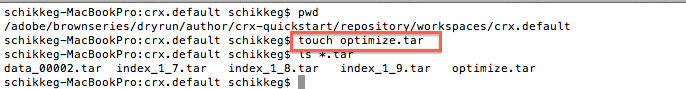 schikkeg-MacBookPro:crx.default schikkeg$ pwd
/adobe/brownseries/dryrun/author/crx-quickstart/repository/workspaces/crx.default
schikkeg-MacBookPro:crx.default schikkeg$ touch optimize.tar
schikkeg-MacBookPro:crx.default schikkeg$ ls *.tar
data_00002.tar index_1_7.tar index_1_8.tar index_1_9.tar optimize.tar
schikkeg-MacBookPro:crx.default schikkeg$